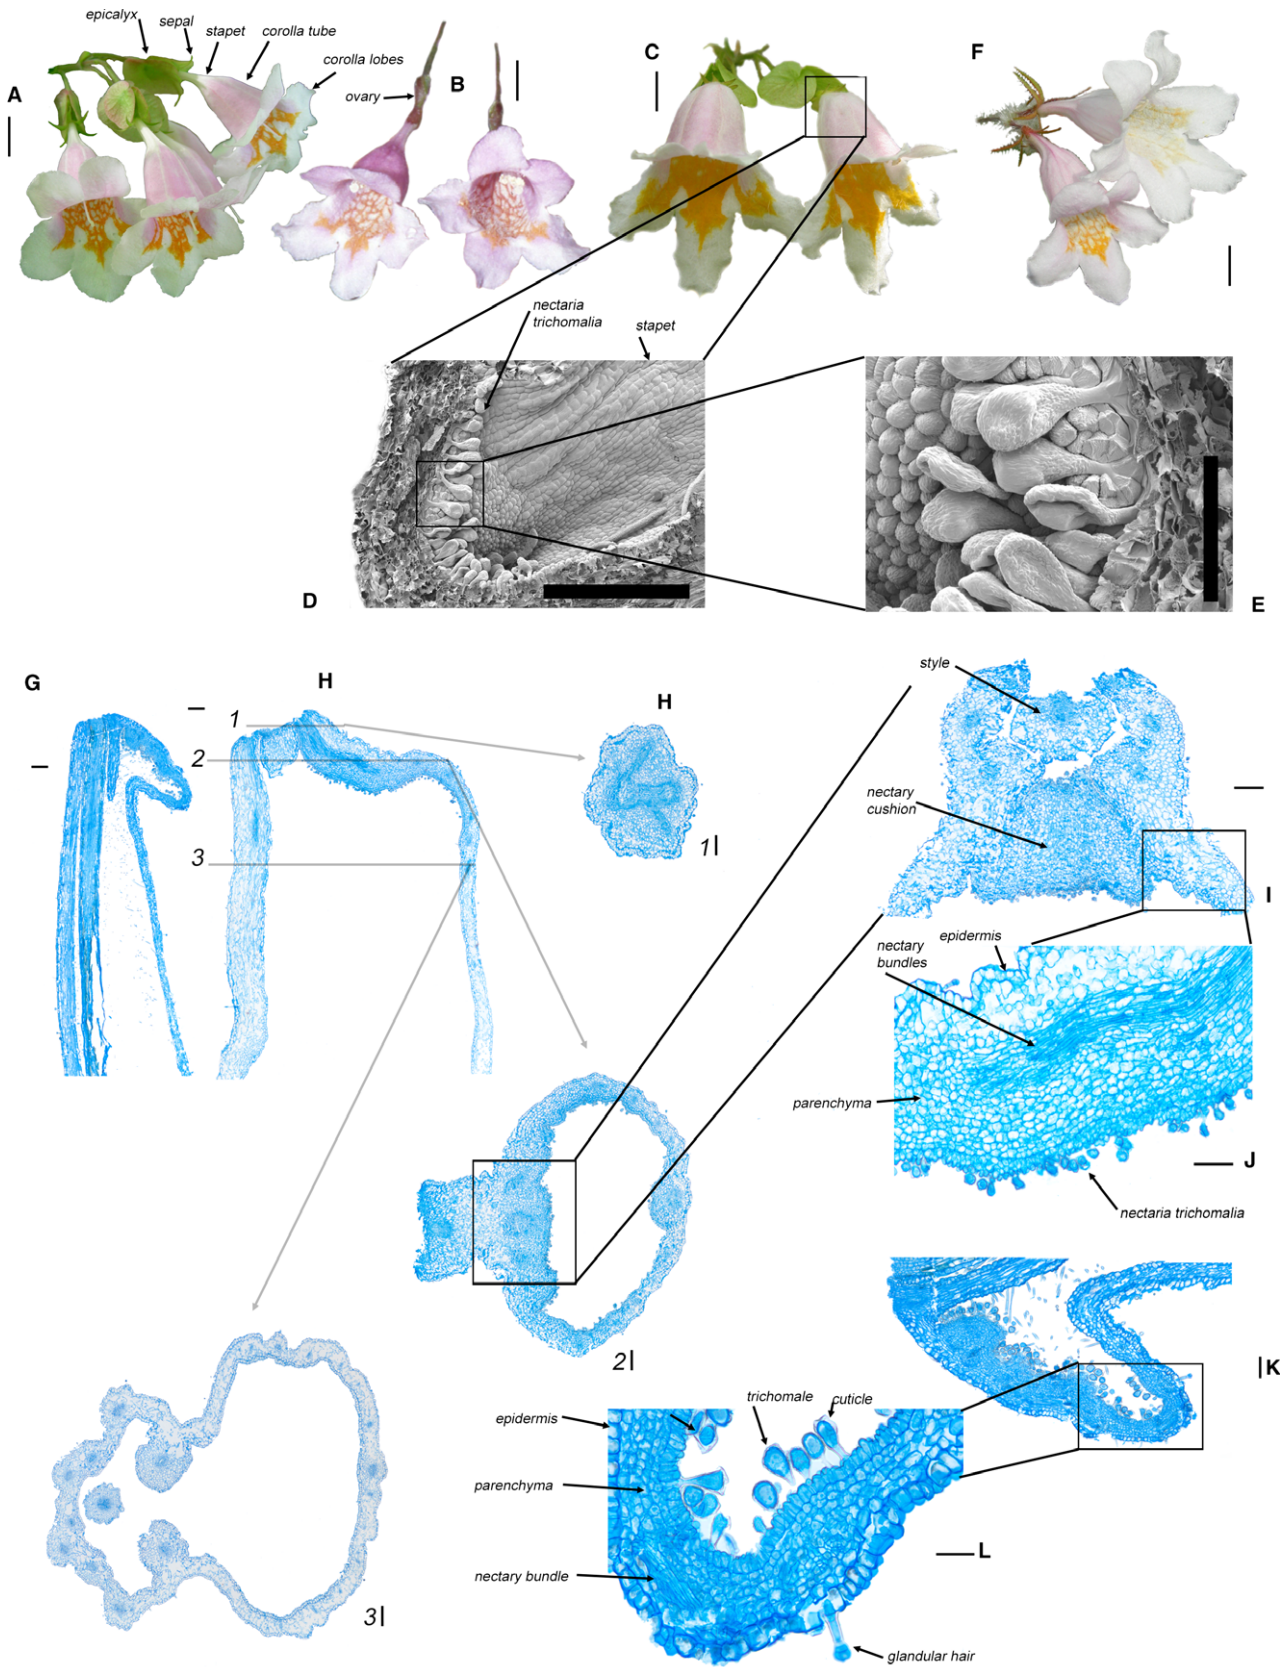 epicalyx
sepal
stapet
corolla tube
corolla lobes
A
ovary
B
C
F
nectaria
trichomalia
stapet
D
E
G
H
1
2
3
H
1
style
nectary
cushion
I
nectary
bundles
epidermis
parenchyma
J
nectaria trichomalia
2
K
3
epidermis
trichomale
cuticle
parenchyma
nectary bundle
L
glandular hair